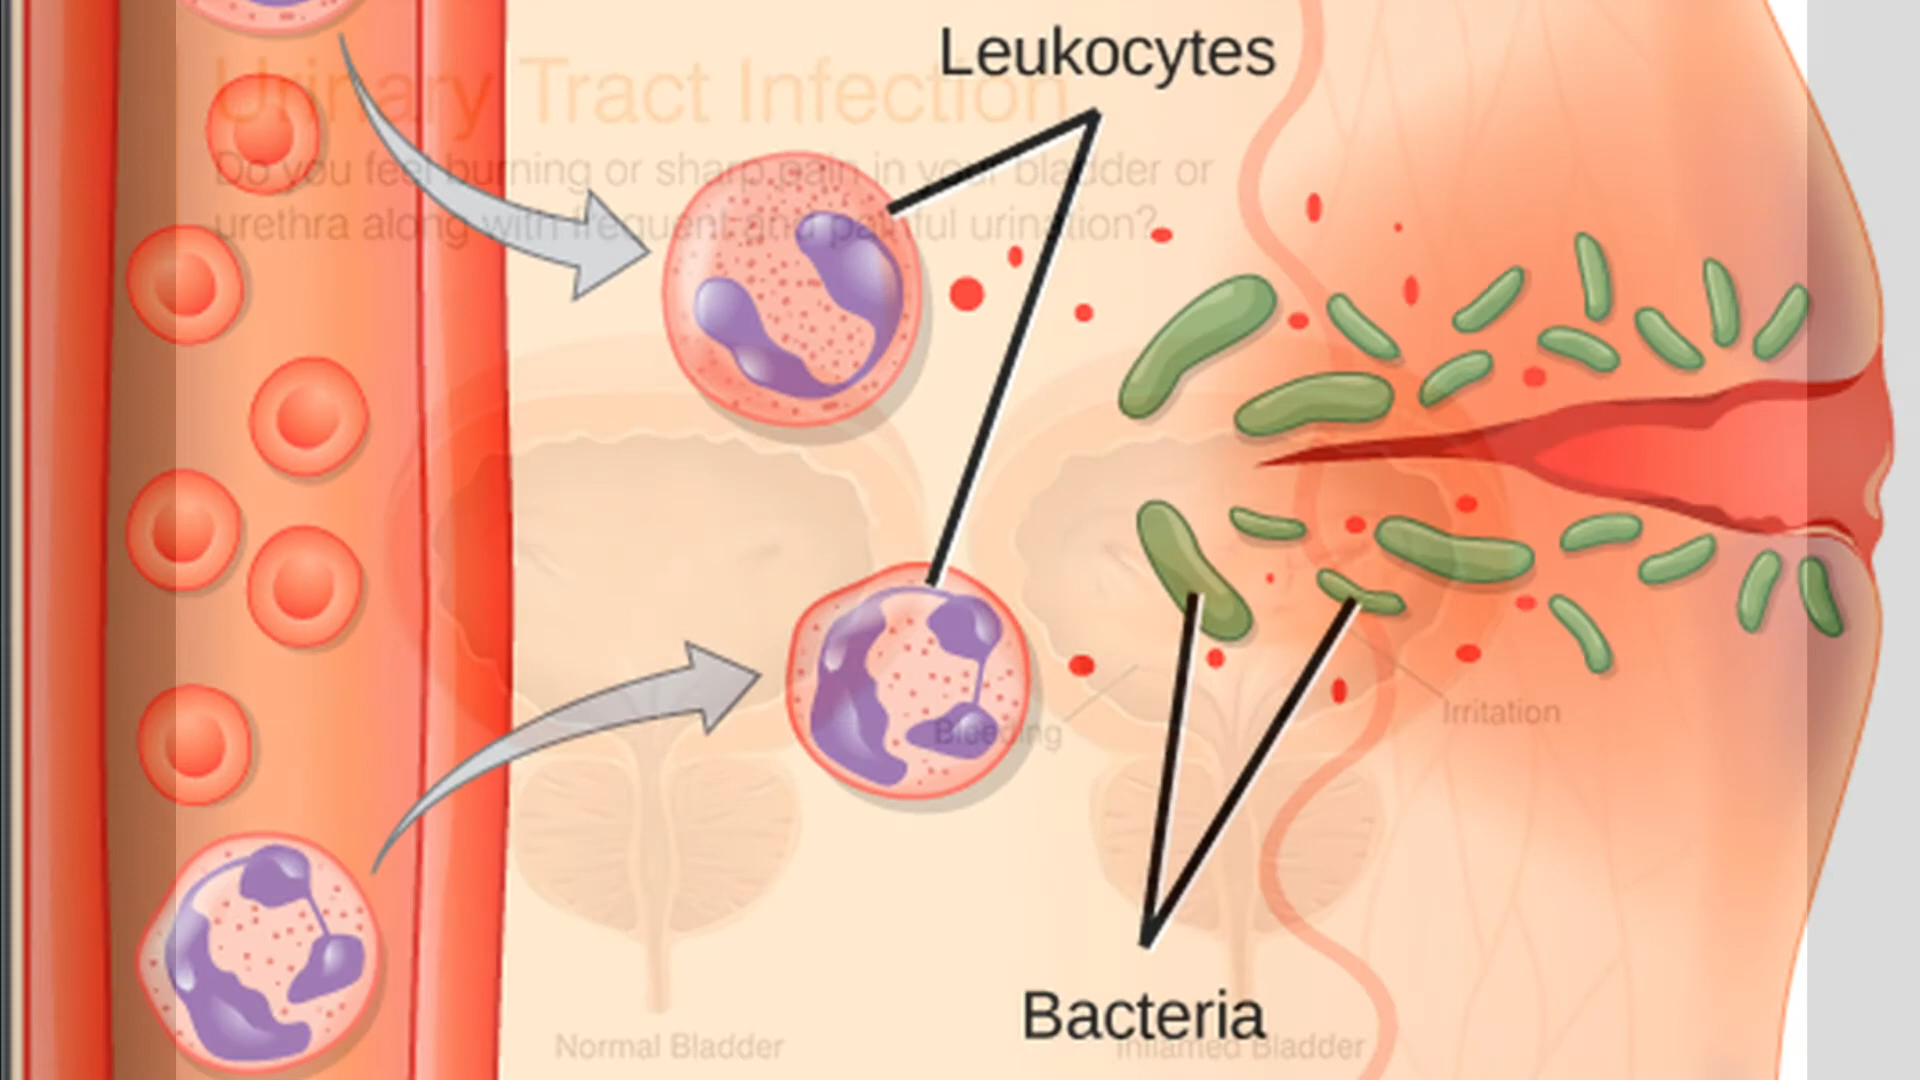 Leukocytes
Urinary Tract Infection
Do you feel burning or sharp pain in your bladder or
urethra along with frequent and painful urination?
Bleeding
Irritation
Bacteria
Normal Bladder
Inflamed Bladder